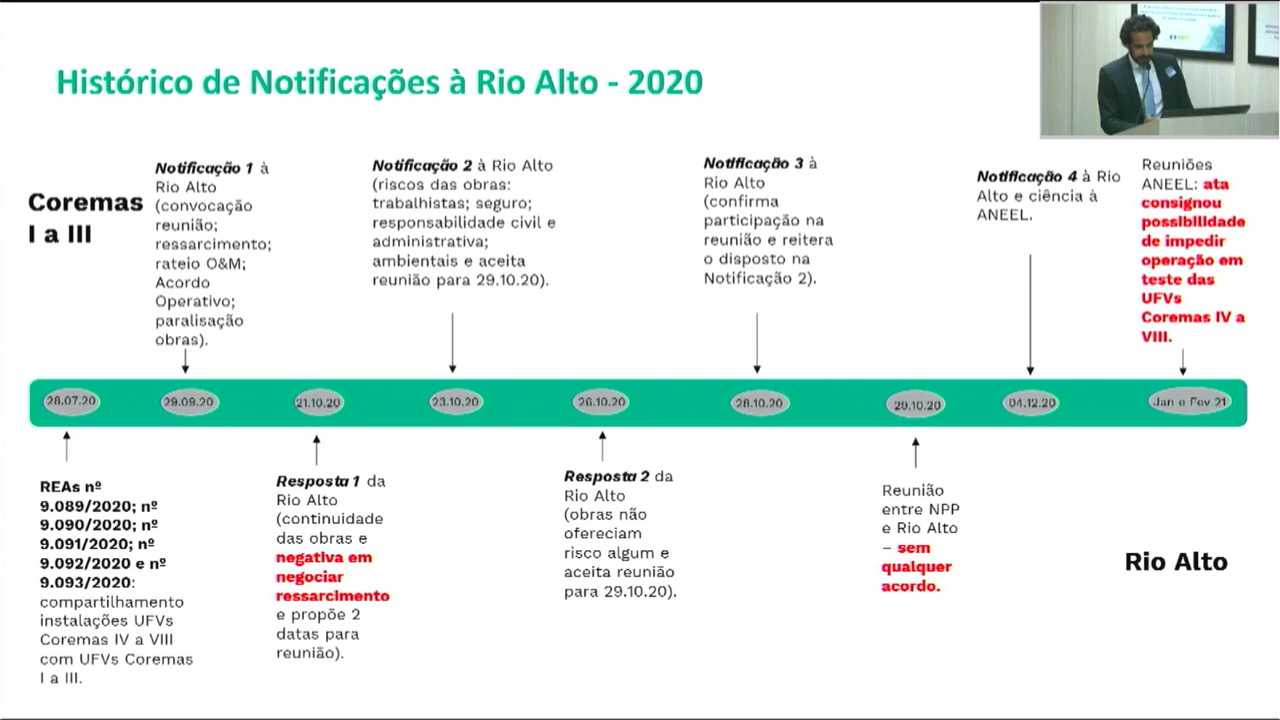 Histórico de Notificações à Rio Alto - 2020
Coremas
I a III
Notificação 1 à
Rio Alto
(convocação
reunião;
ressarcimento;
rateio O&M;
Acordo
Operativo;
paralisação
obras).
Notificação 2 à Rio Alto
(riscos das obras:
trabalhistas; seguro;
responsabilidade civil e
administrativa;
ambientais e aceita
reunião para 29.10.20).
Notificação 3 à
Rio Alto
(confirma
participação na
reunião e reitera
o disposto na
Notificação 2).
Notificação 4 à Rio
Alto e ciência à
ANEEL.
Reuniões
ANEEL: ata
consignou
possibilidade
de impedir
operação em
teste das
UFVs
Coremas IV a
VIII.
28.07.20
29.09.20
21.10.20
23.10.20
26.10.20
28.10.20
29.10.20
04.12.20
Jan e Fev 21
REAs nº
9.089/2020; nº
9.090/2020; nº
9.091/2020; nº
9.092/2020 e nº
9.093/2020:
compartilhamento
instalações UFVs
Coremas IV a VIII
com UFVs Coremas
I a III.
Resposta 1 da
Rio Alto
(continuidade
das obras e
negativa em
negociar
ressarcimento
e propõe 2
datas para
reunião).
Resposta 2 da
Rio Alto
(obras não
ofereciam
risco algum e
aceita reunião
para 29.10.20).
Reunião
entre NPP
e Rio Alto
– sem
qualquer
acordo.
Rio Alto